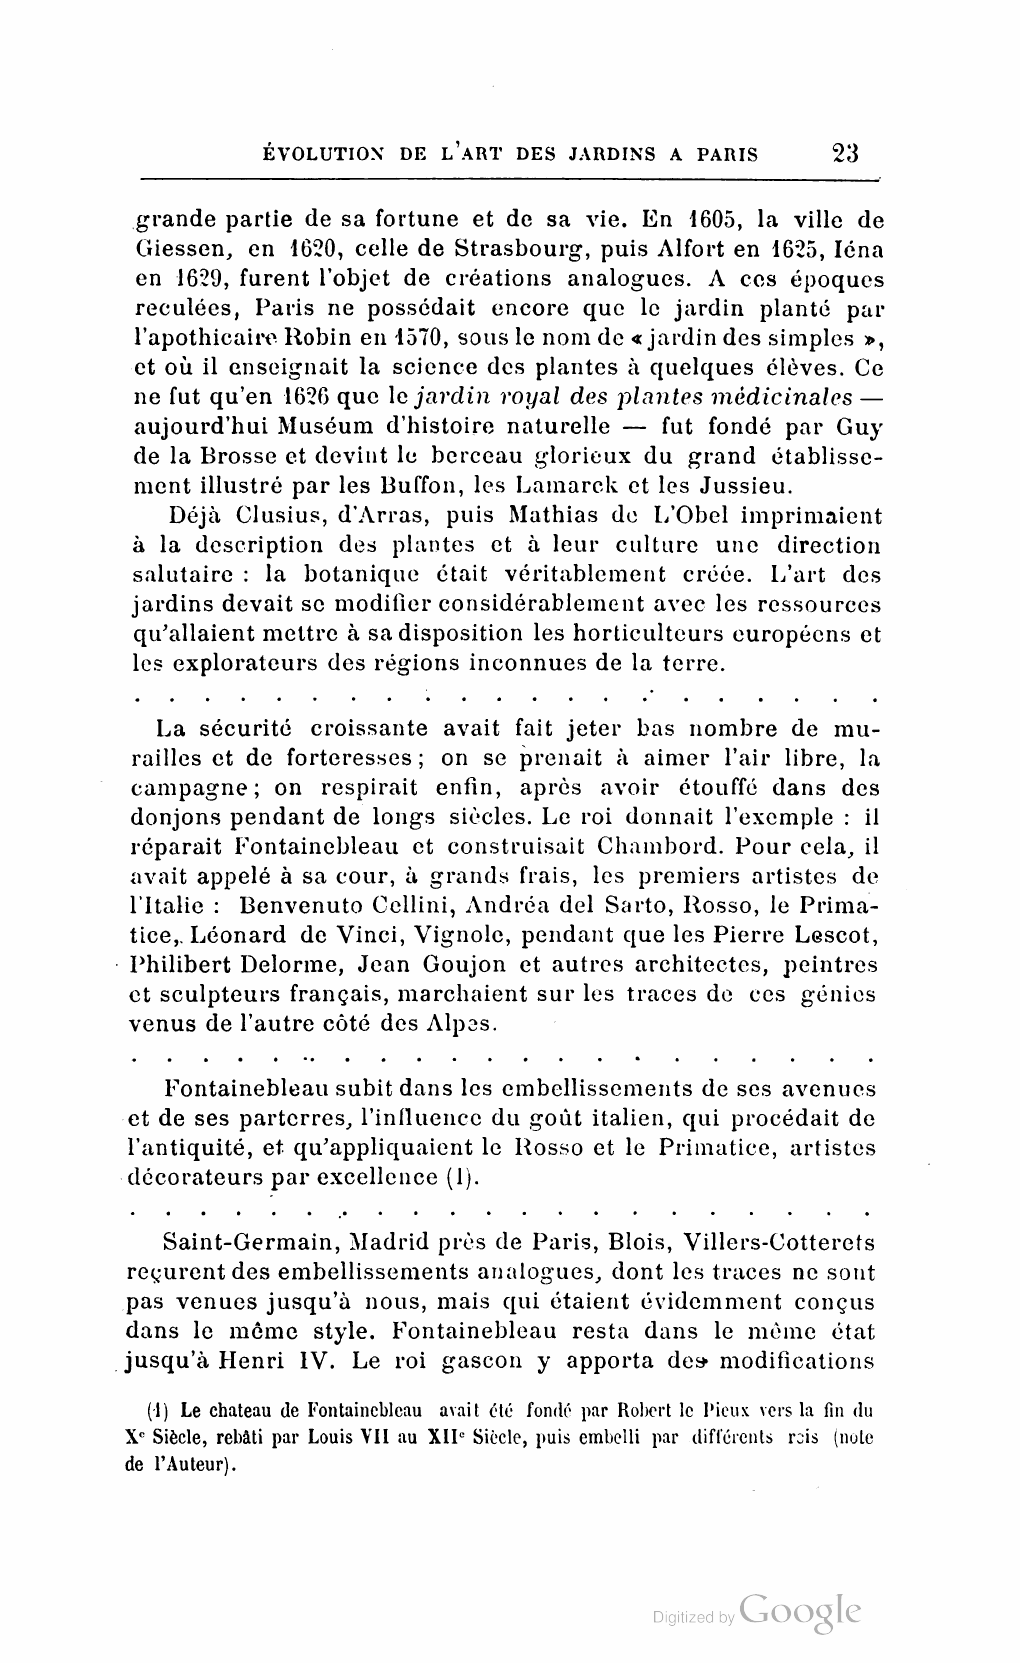 ÉVOLUTION DE L'ART DES JARDINS A PARIS 23
grande partie de sa fortune et de sa vie. En 1605, la ville de
Giessen, en 1620, celle de Strasbourg, puis Alfort en 1625, Iéna
en 1629, furent l'objet de créations analogues. A ces époques
reculées, Paris ne possédait encore que le jardin planté par
l'apothicaire Robin en 1570, sous le nom de « jardin des simples »,
et où il enseignait la science des plantes à quelques élèves. Ce
ne fut qu'en 1626 que le jardin royal des plantes médicinales —
aujourd'hui Muséum d'histoire naturelle — fut fondé par Guy
de la Brosse et devint le berceau glorieux du grand établisse-
ment illustré par les Buffon, les Lamarck et les Jussieu.
Déjà Clusius, d'Arras, puis Mathias de L'Obel imprimaient
à la description des plantes et à leur culture une direction
salutaire : la botanique était véritablement créée. L'art des
jardins devait se modifier considérablement avec les ressources
qu'allaient mettre à sa disposition les horticulteurs européens et
les explorateurs des régions inconnues de la terre.
. . . . . . . . . . . . . . . . . . . . .
La sécurité croissante avait fait jeter bas nombre de mu-
railles et de forteresses ; on se prenait à aimer l'air libre, la
campagne ; on respirait enfin, après avoir étouffé dans des
donjons pendant de longs siècles. Le roi donnait l'exemple : il
réparait Fontainebleau et construisait Chambord. Pour cela, il
avait appelé à sa cour, à grands frais, les premiers artistes de
l'Italie : Benvenuto Cellini, Andréa del Sarto, Rosso, le Prima-
tice, Léonard de Vinci, Vignole, pendant que les Pierre Lescot,
Philibert Delorme, Jean Goujon et autres architectes, peintres
et sculpteurs français, marchaient sur les traces de ces génies
venus de l'autre côté des Alpes.
. . . . . . . . . . . . . . . . . . . . .
Fontainebleau subit dans les embellissements de ses avenues
et de ses parterres, l'influence du goût italien, qui procédait de
l'antiquité, et qu'appliquaient le Rosso et le Primatice, artistes
décorateurs par excellence (1).
. . . . . . . . . . . . . . . . . . . . .
Saint-Germain, Madrid près de Paris, Blois, Villers-Cotterets
reçurent des embellissements analogues, dont les traces ne sont
pas venues jusqu'à nous, mais qui étaient évidemment conçus
dans le même style. Fontainebleau resta dans le même état
jusqu'à Henri IV. Le roi gascon y apporta des modifications
(1) Le chateau de Fontainebleau avait été fondé par Robert le Pieux vers la fin du
Xe Siècle, rebâti par Louis VII au XIIe Siècle, puis embelli par différents rois (note
de l'Auteur).
Digitized by Google